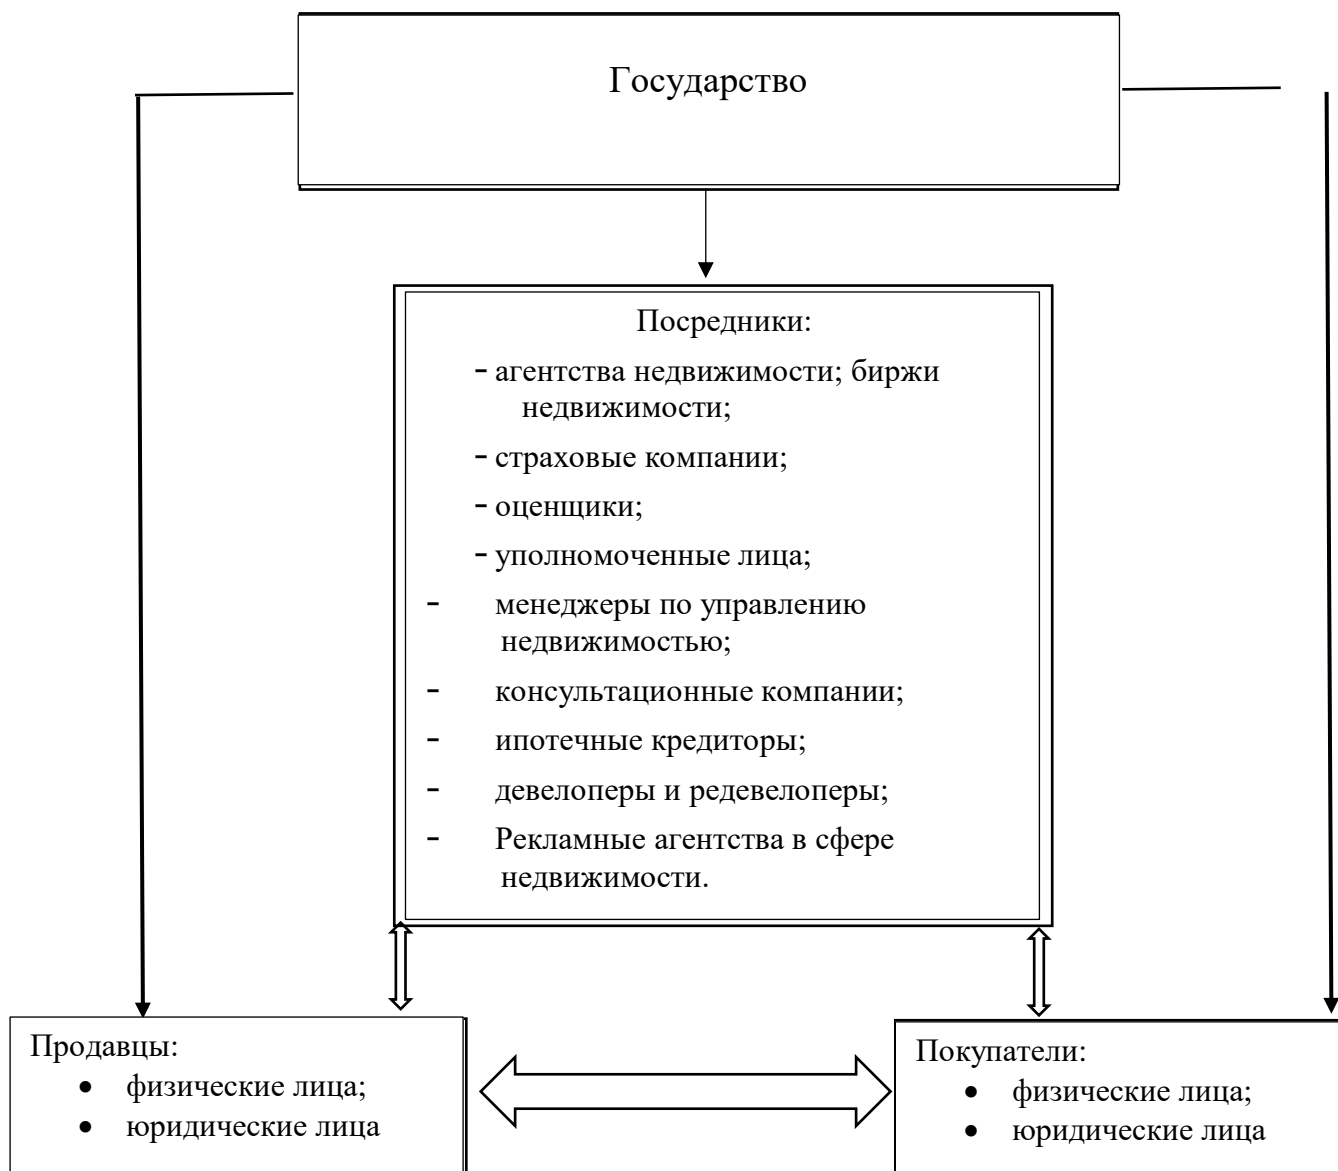 Государство
Посредники:
- агентства недвижимости; биржи
недвижимости;
- страховые компании;
- оценщики;
- уполномоченные лица;
- менеджеры по управлению
недвижимостью;
- консультационные компании;
- ипотечные кредиторы;
- девелоперы и редевелоперы;
- Рекламные агентства в сфере
недвижимости.
Продавцы:
• физические лица;
• юридические лица
Покупатели:
• физические лица;
• юридические лица